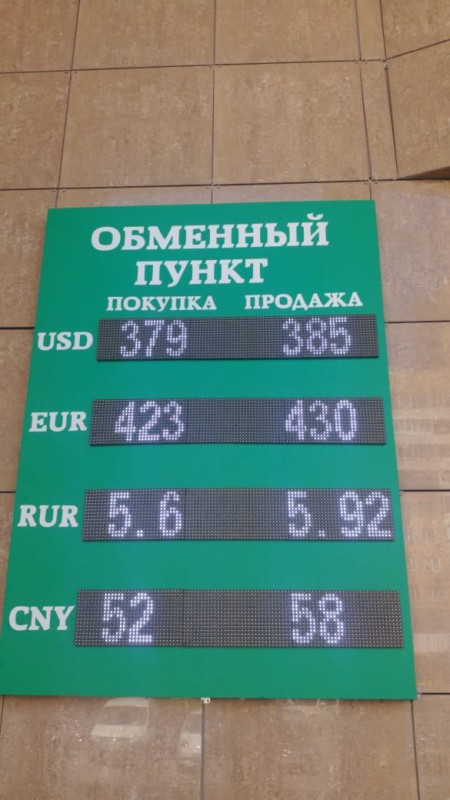 ОБМЕННЫЙ
ПУНКТ
ПОКУПКА ПРОДАЖА
USD 379 385
EUR 423 430
RUR 5.6 5.92
CNY 52 58